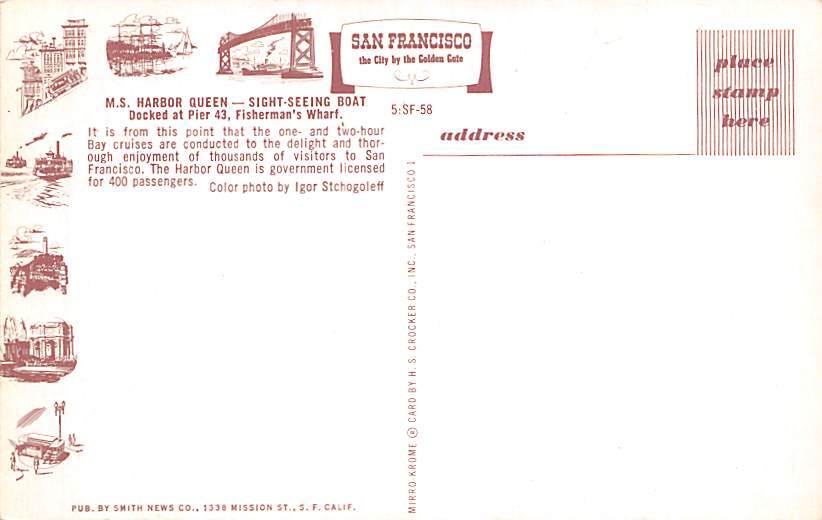 SAN FRANCISCO
the City by the Golden Gate
M.S. HARBOR QUEEN — SIGHT-SEEING BOAT
Docked at Pier 43, Fisherman's Wharf.
It is from this point that the one- and two-hour
Bay cruises are conducted to the delight and thor-
ough enjoyment of thousands of visitors to San
Francisco. The Harbor Queen is government licensed
for 400 passengers.
Color photo by Igor Stchogoleff
5:SF-58
address
place
stamp
here
MIRRO-KROME ® CARD BY H. S. CROCKER CO., INC., SAN FRANCISCO 1
PUB. BY SMITH NEWS CO., 1338 MISSION ST., S. F. CALIF.